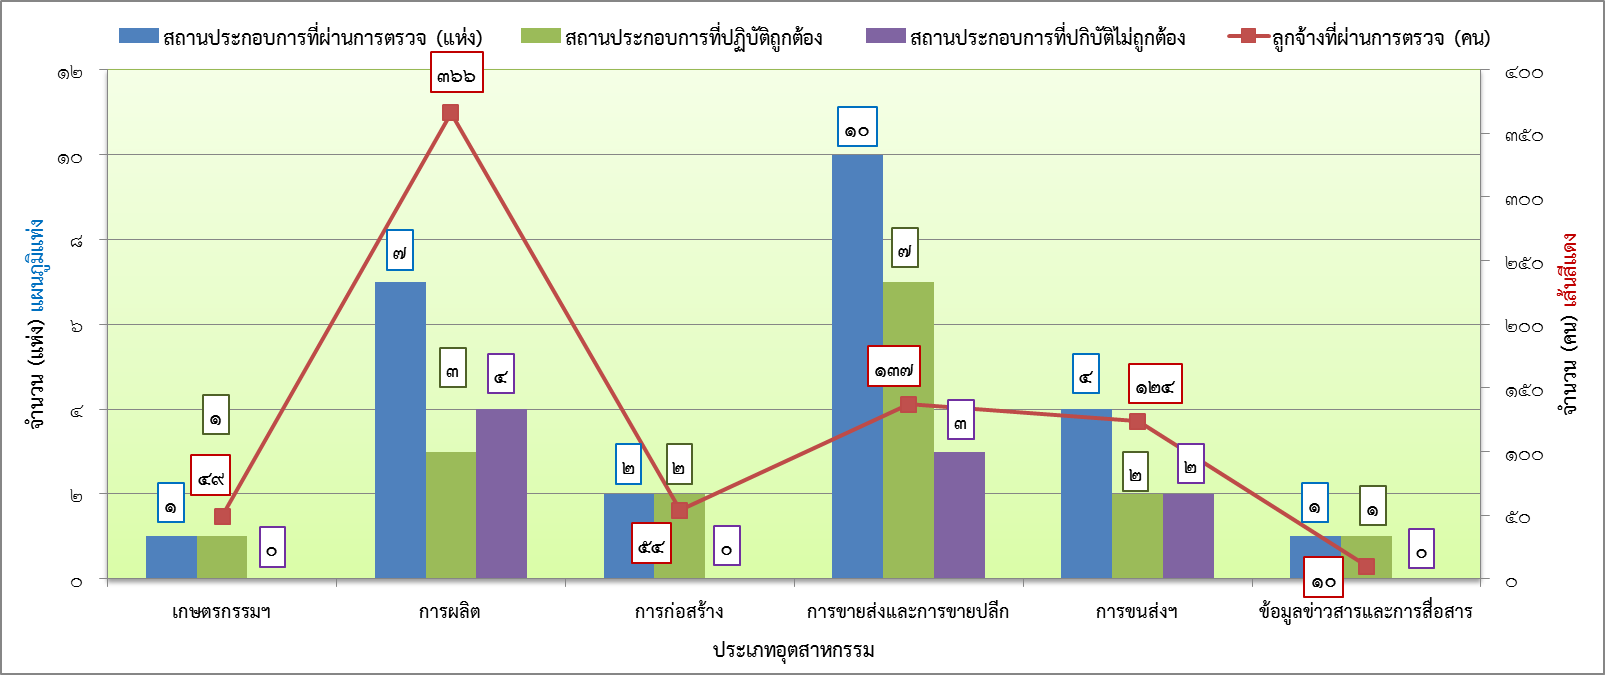 สถานประกอบการที่ผ่านการตรวจ (แห่ง) สถานประกอบการที่ปฏิบัติถูกต้อง สถานประกอบการที่ปกิบัติไม่ถูกต้อง ลูกจ้างที่ผ่านการตรวจ (คน)
จำนวน (แห่ง) แผนภูมิแท่ง
๑๒
๑๐
๘
๖
๔
๒
๐
๑ ๔๙ ๑ ๐
๗ ๓๖๖ ๓ ๔
๒ ๕๔ ๒ ๐
๑๐ ๑๓๗ ๗ ๓
๔ ๑๒๔ ๒ ๒
๑ ๑๐ ๑ ๐
๔๐๐
๓๕๐
๓๐๐
๒๕๐
๒๐๐
๑๕๐
๑๐๐
๕๐
๐
จำนวน (คน) เส้นสีแดง
เกษตรกรรมฯ การผลิต การก่อสร้าง การขายส่งและการขายปลีก การขนส่งฯ ข้อมูลข่าวสารและการสื่อสาร
ประเภทอุตสาหกรรม